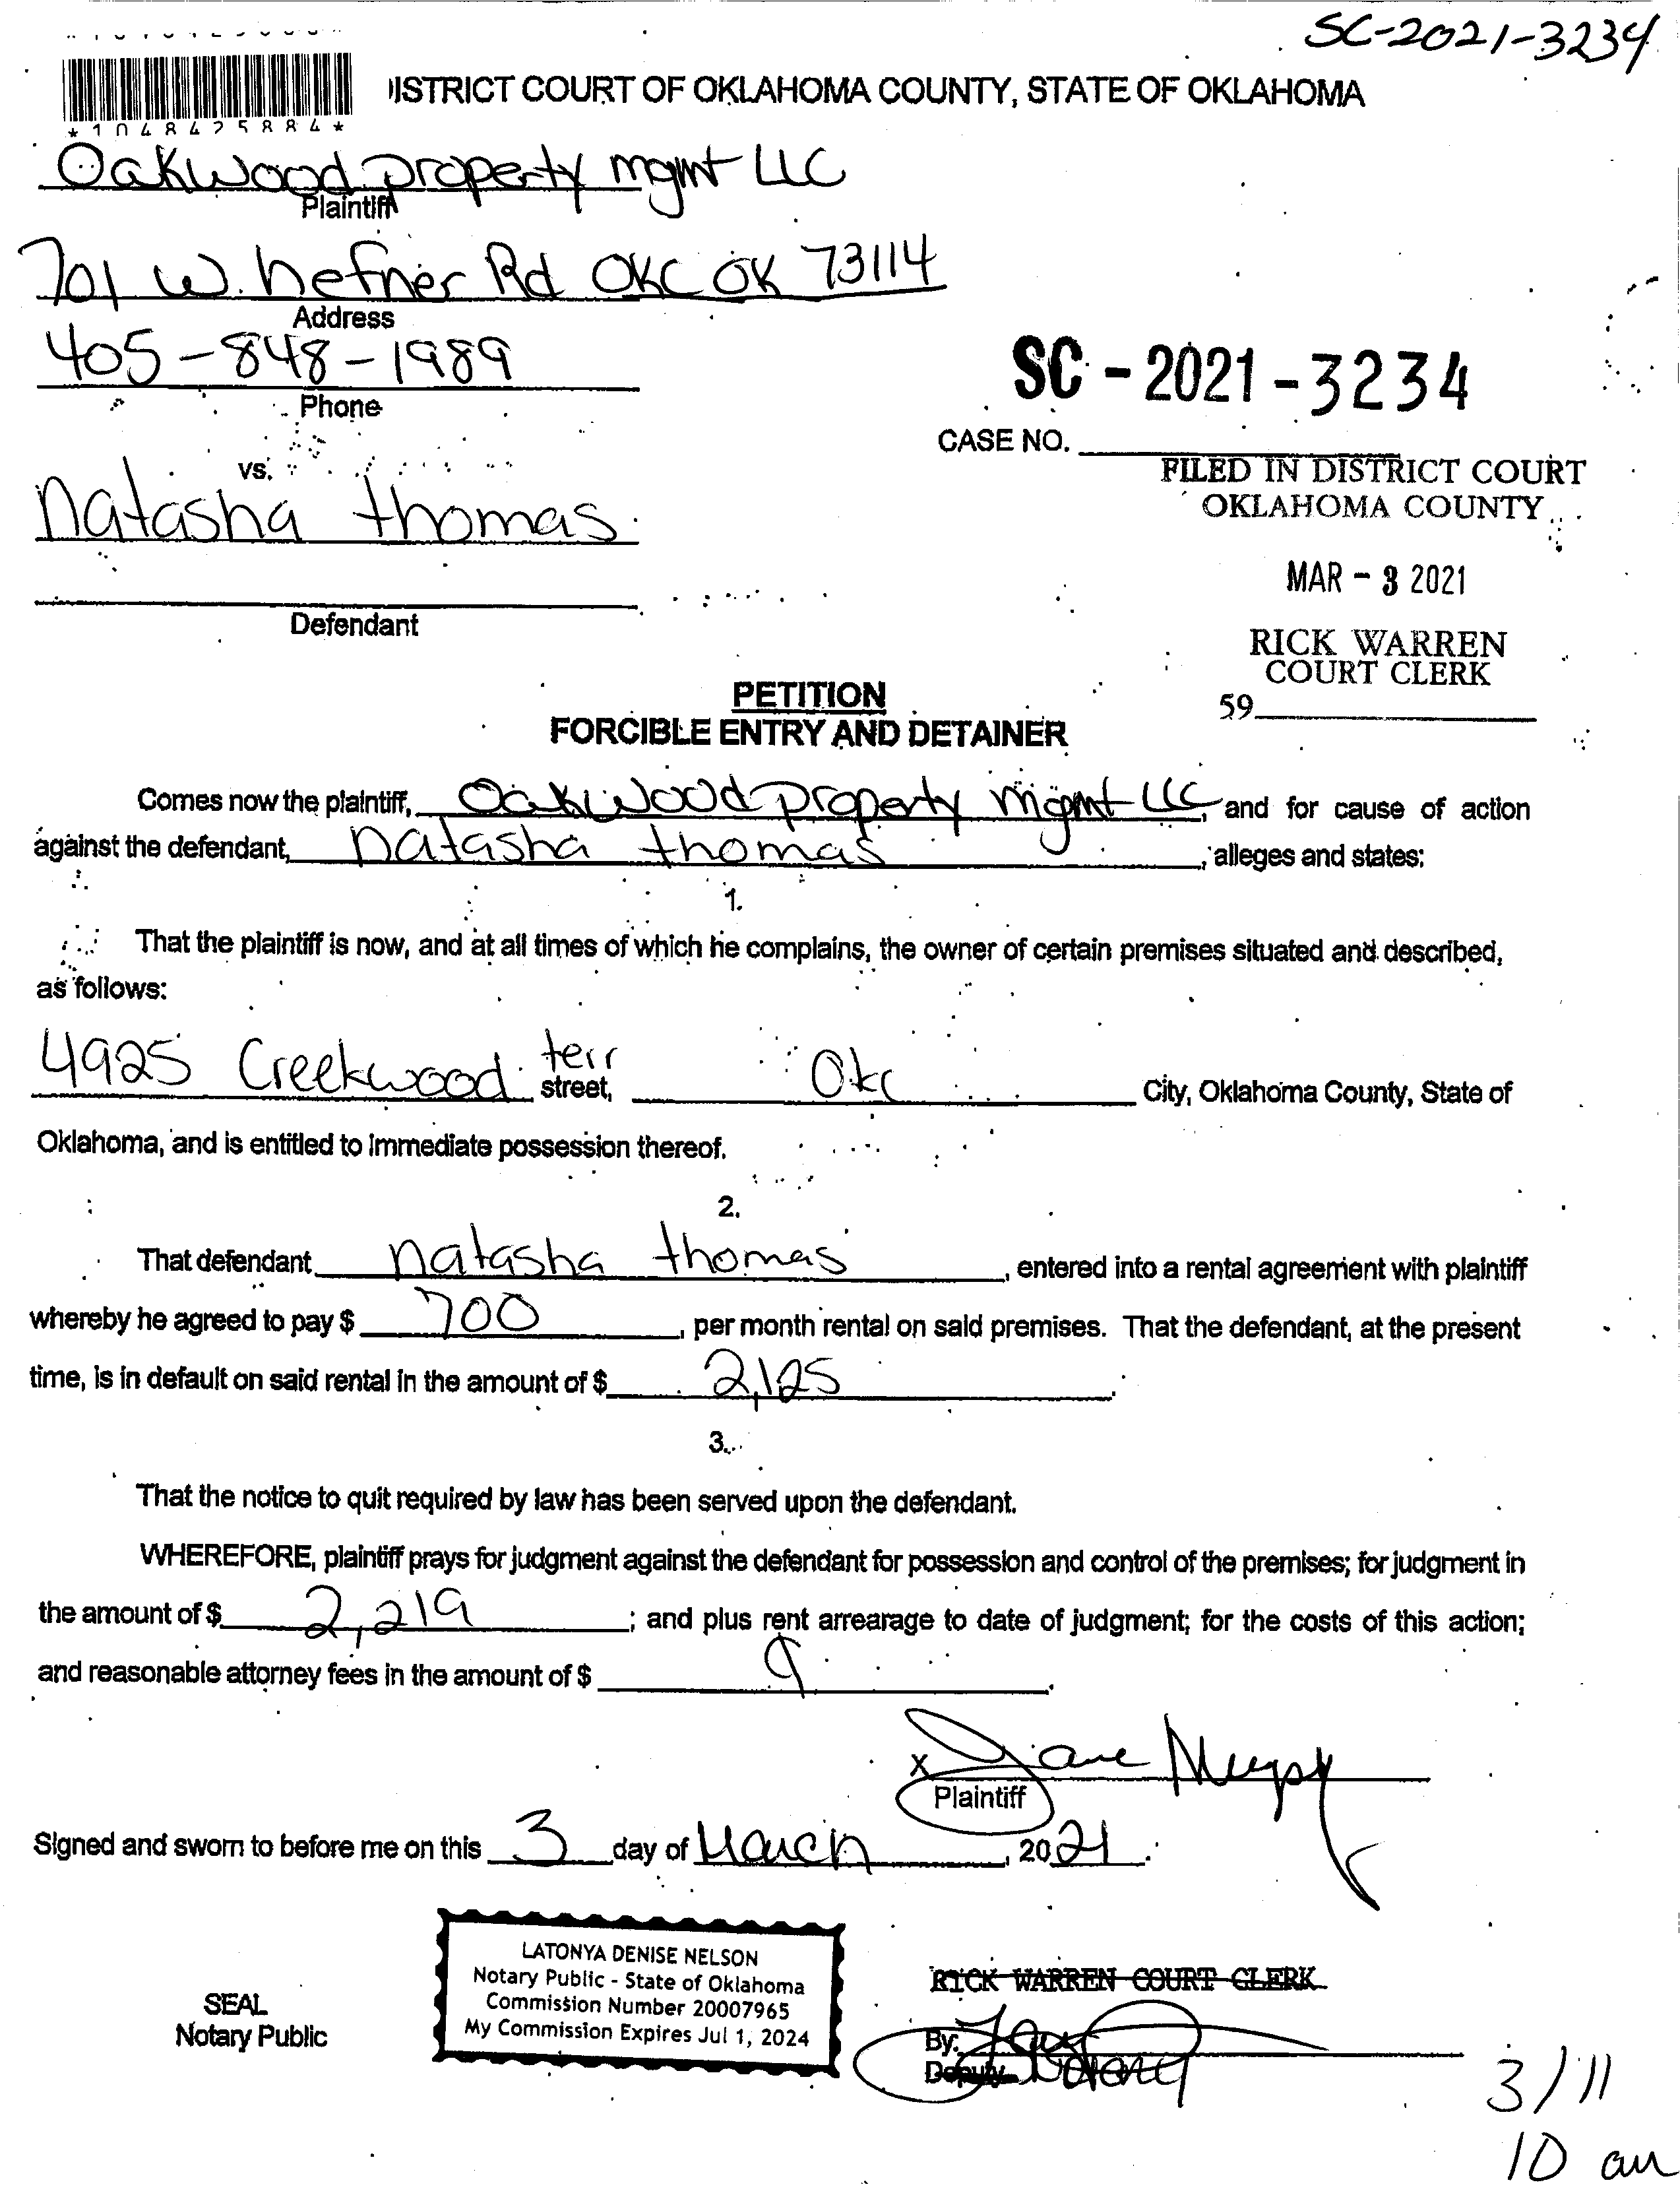 SC-2021-3234
*1048425884*
ISTRICT COURT OF OKLAHOMA COUNTY, STATE OF OKLAHOMA
Oakwood property mgmt LLC
Plaintiff
701 W. hefner Rd OKC OK 73114
Address
405-848-1989
Phone
SC-2021-3234
CASE NO.
vs.
FILED IN DISTRICT COURT
OKLAHOMA COUNTY
natasha thomas
MAR - 3 2021
Defendant
RICK WARREN
COURT CLERK
59
PETITION
FORCIBLE ENTRY AND DETAINER
Comes now the plaintiff, Oakwood property mgmt LLC, and for cause of action
against the defendant, natasha thomas, alleges and states:
1.
That the plaintiff is now, and at all times of which he complains, the owner of certain premises situated and described,
as follows:
4925 Creekwood terr street, Okc City, Oklahoma County, State of
Oklahoma, and is entitled to immediate possession thereof.
2.
That defendant natasha thomas, entered into a rental agreement with plaintiff
whereby he agreed to pay $ 700, per month rental on said premises. That the defendant, at the present
time, is in default on said rental in the amount of $ 2,125.
3.
That the notice to quit required by law has been served upon the defendant.
WHEREFORE, plaintiff prays for judgment against the defendant for possession and control of the premises; for judgment in
the amount of $ 2,219; and plus rent arrearage to date of judgment; for the costs of this action;
and reasonable attorney fees in the amount of $
X
Plaintiff
Signed and sworn to before me on this 3 day of March, 2021.
LATONYA DENISE NELSON
Notary Public - State of Oklahoma
Commission Number 20007965
My Commission Expires Jul 1, 2024
SEAL
Notary Public
RICK WARREN COURT CLERK
By:
Deputy Notary
3/11
10 am